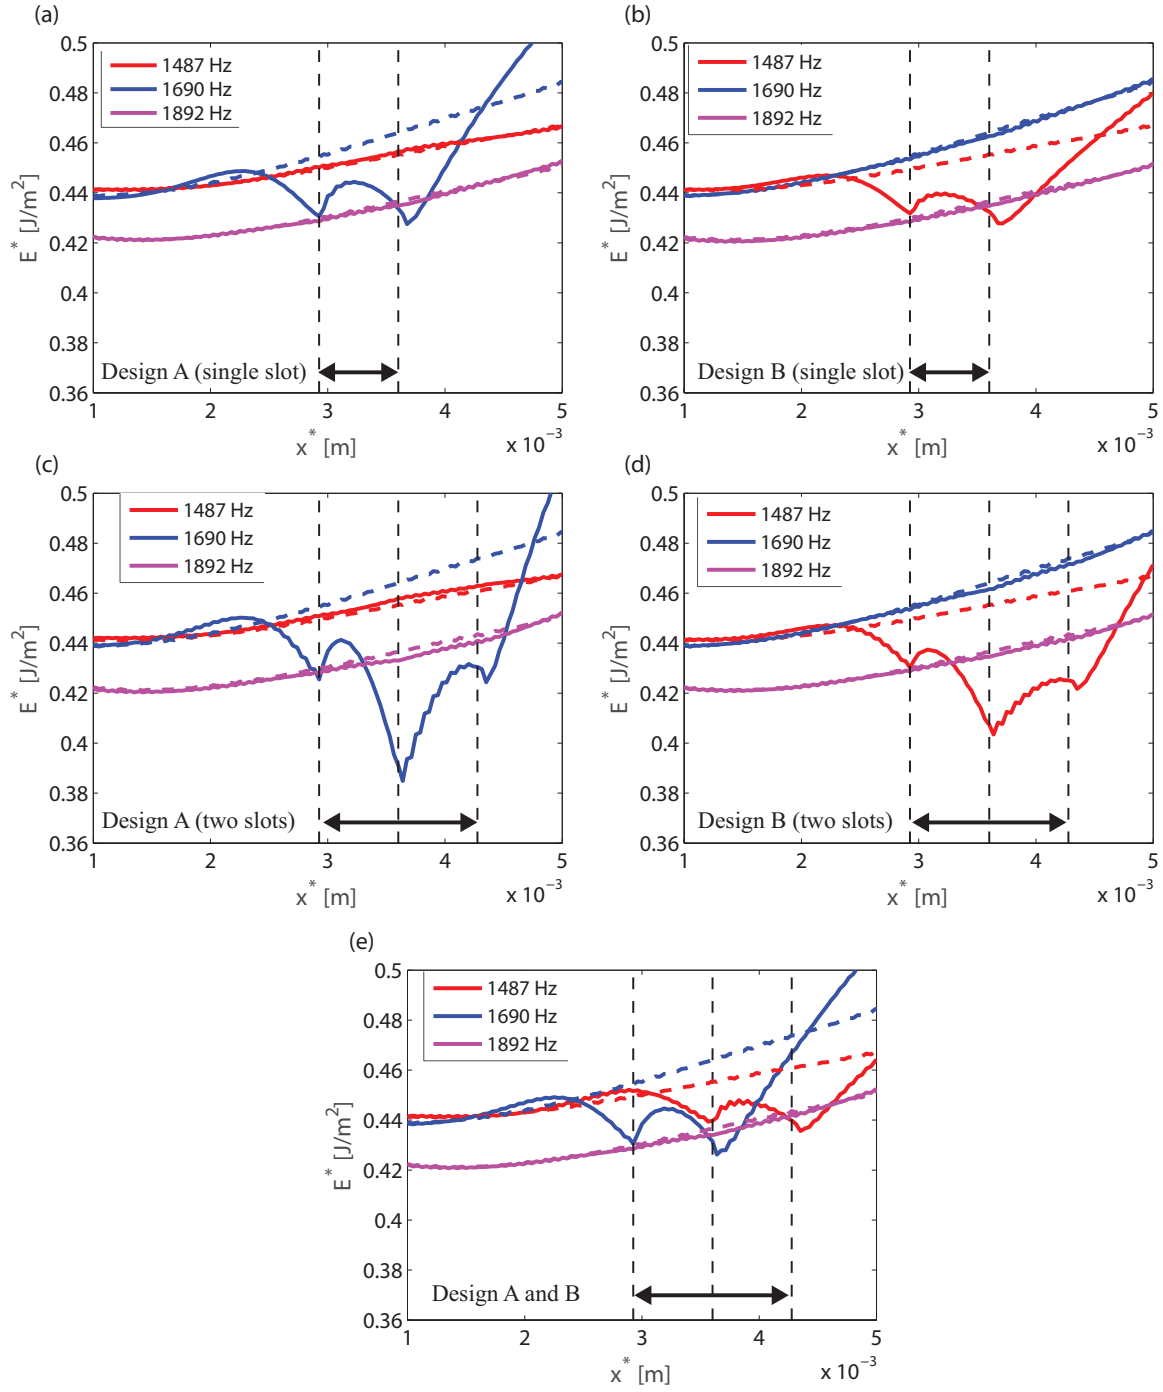 (a)
0.5
0.48
0.46
0.44
0.42
0.4
0.38
0.36
E* [J/m²]
1487 Hz
1690 Hz
1892 Hz
Design A (single slot)
1 2 3 4 5
x* [m]
x 10⁻³
(b)
0.5
0.48
0.46
0.44
0.42
0.4
0.38
0.36
E* [J/m²]
1487 Hz
1690 Hz
1892 Hz
Design B (single slot)
1 2 3 4 5
x* [m]
x 10⁻³
(c)
0.5
0.48
0.46
0.44
0.42
0.4
0.38
0.36
E* [J/m²]
1487 Hz
1690 Hz
1892 Hz
Design A (two slots)
1 2 3 4 5
x* [m]
x 10⁻³
(d)
0.5
0.48
0.46
0.44
0.42
0.4
0.38
0.36
E* [J/m²]
1487 Hz
1690 Hz
1892 Hz
Design B (two slots)
1 2 3 4 5
x* [m]
x 10⁻³
(e)
0.5
0.48
0.46
0.44
0.42
0.4
0.38
0.36
E* [J/m²]
1487 Hz
1690 Hz
1892 Hz
Design A and B
1 2 3 4 5
x* [m]
x 10⁻³